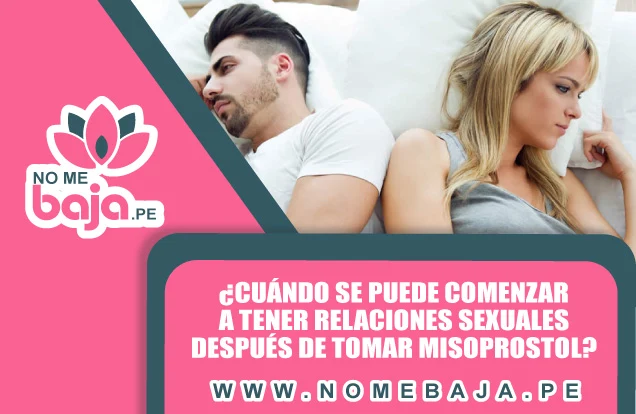 NO ME
baja.PE
¿CUÁNDO SE PUEDE COMENZAR
A TENER RELACIONES SEXUALES
DESPUÉS DE TOMAR MISOPROSTOL?
WWW.NOMEBAJA.PE